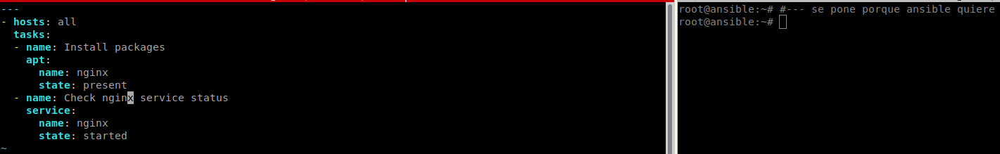 ---
- hosts: all
  tasks:
  - name: Install packages
    apt:
      name: nginx
      state: present
  - name: Check nginx service status
    service:
      name: nginx
      state: started
~
root@ansible:~# #--- se pone porque ansible quiere
root@ansible:~#